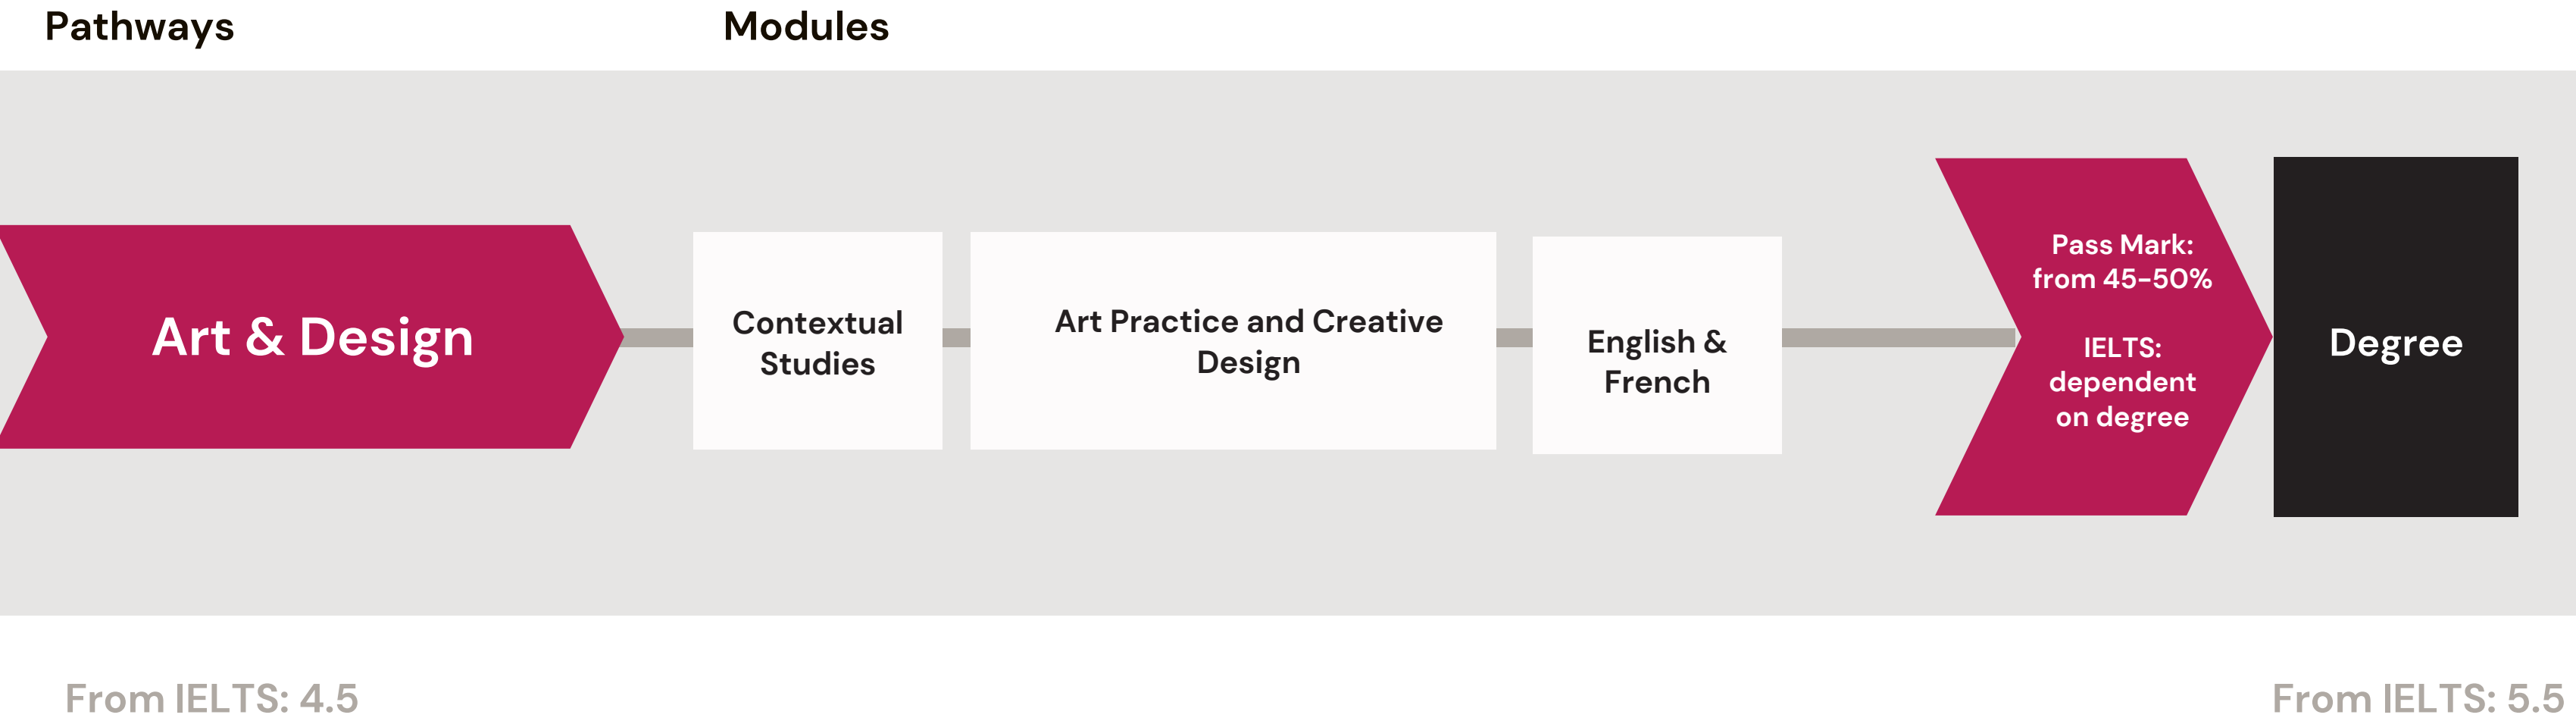 Pathways
Modules
Art & Design
Contextual
Studies
Art Practice and Creative
Design
English &
French
Pass Mark:
from 45-50%
IELTS:
dependent
on degree
Degree
From IELTS: 4.5
From IELTS: 5.5